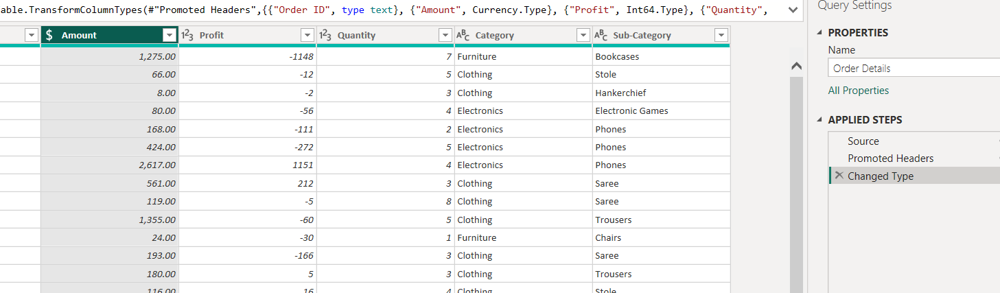 able.TransformColumnTypes(#"Promoted Headers",{{"Order ID", type text}, {"Amount", Currency.Type}, {"Profit", Int64.Type}, {"Quantity",
Query Settings
$ Amount 123 Profit 123 Quantity ABC Category ABC Sub-Category
1,275.00 -1148 7 Furniture Bookcases
66.00 -12 5 Clothing Stole
8.00 -2 3 Clothing Hankerchief
80.00 -56 4 Electronics Electronic Games
168.00 -111 2 Electronics Phones
424.00 -272 5 Electronics Phones
2,617.00 1151 4 Electronics Phones
561.00 212 3 Clothing Saree
119.00 -5 8 Clothing Saree
1,355.00 -60 5 Clothing Trousers
24.00 -30 1 Furniture Chairs
193.00 -166 3 Clothing Saree
180.00 5 3 Clothing Trousers
116.00 16 4 Clothing Stole
PROPERTIES
Name
Order Details
All Properties
APPLIED STEPS
Source
Promoted Headers
Changed Type